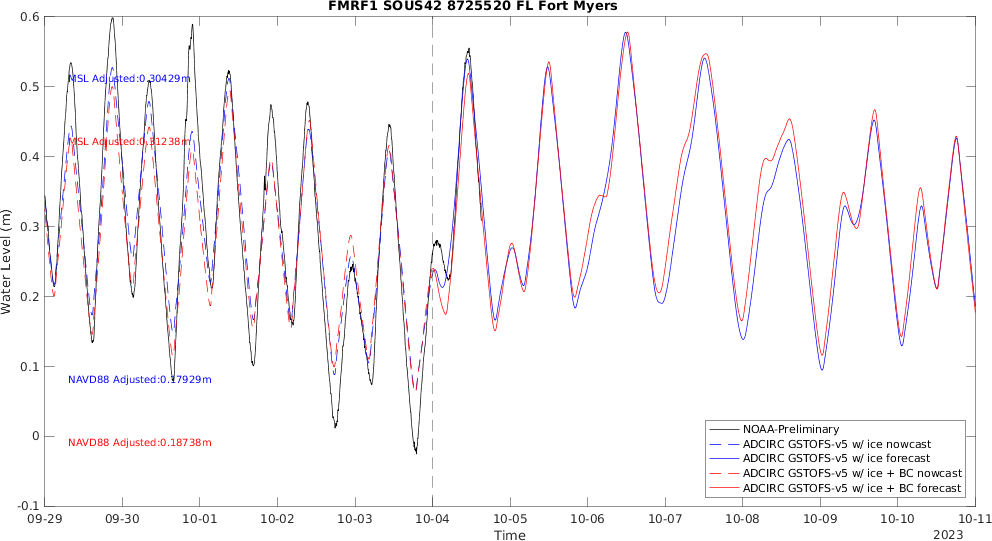 FMRF1 SOUS42 8725520 FL Fort Myers
0.6
0.5
0.4
0.3
0.2
0.1
0
-0.1
Water Level (m)
MSL Adjusted:0.30429m
MSL Adjusted:0.31238m
NAVD88 Adjusted:0.17929m
NAVD88 Adjusted:0.18738m
NOAA-Preliminary
ADCIRC GSTOFS-v5 w/ ice nowcast
ADCIRC GSTOFS-v5 w/ ice forecast
ADCIRC GSTOFS-v5 w/ ice + BC nowcast
ADCIRC GSTOFS-v5 w/ ice + BC forecast
09-29 09-30 10-01 10-02 10-03 10-04 10-05 10-06 10-07 10-08 10-09 10-10 10-11
Time
2023